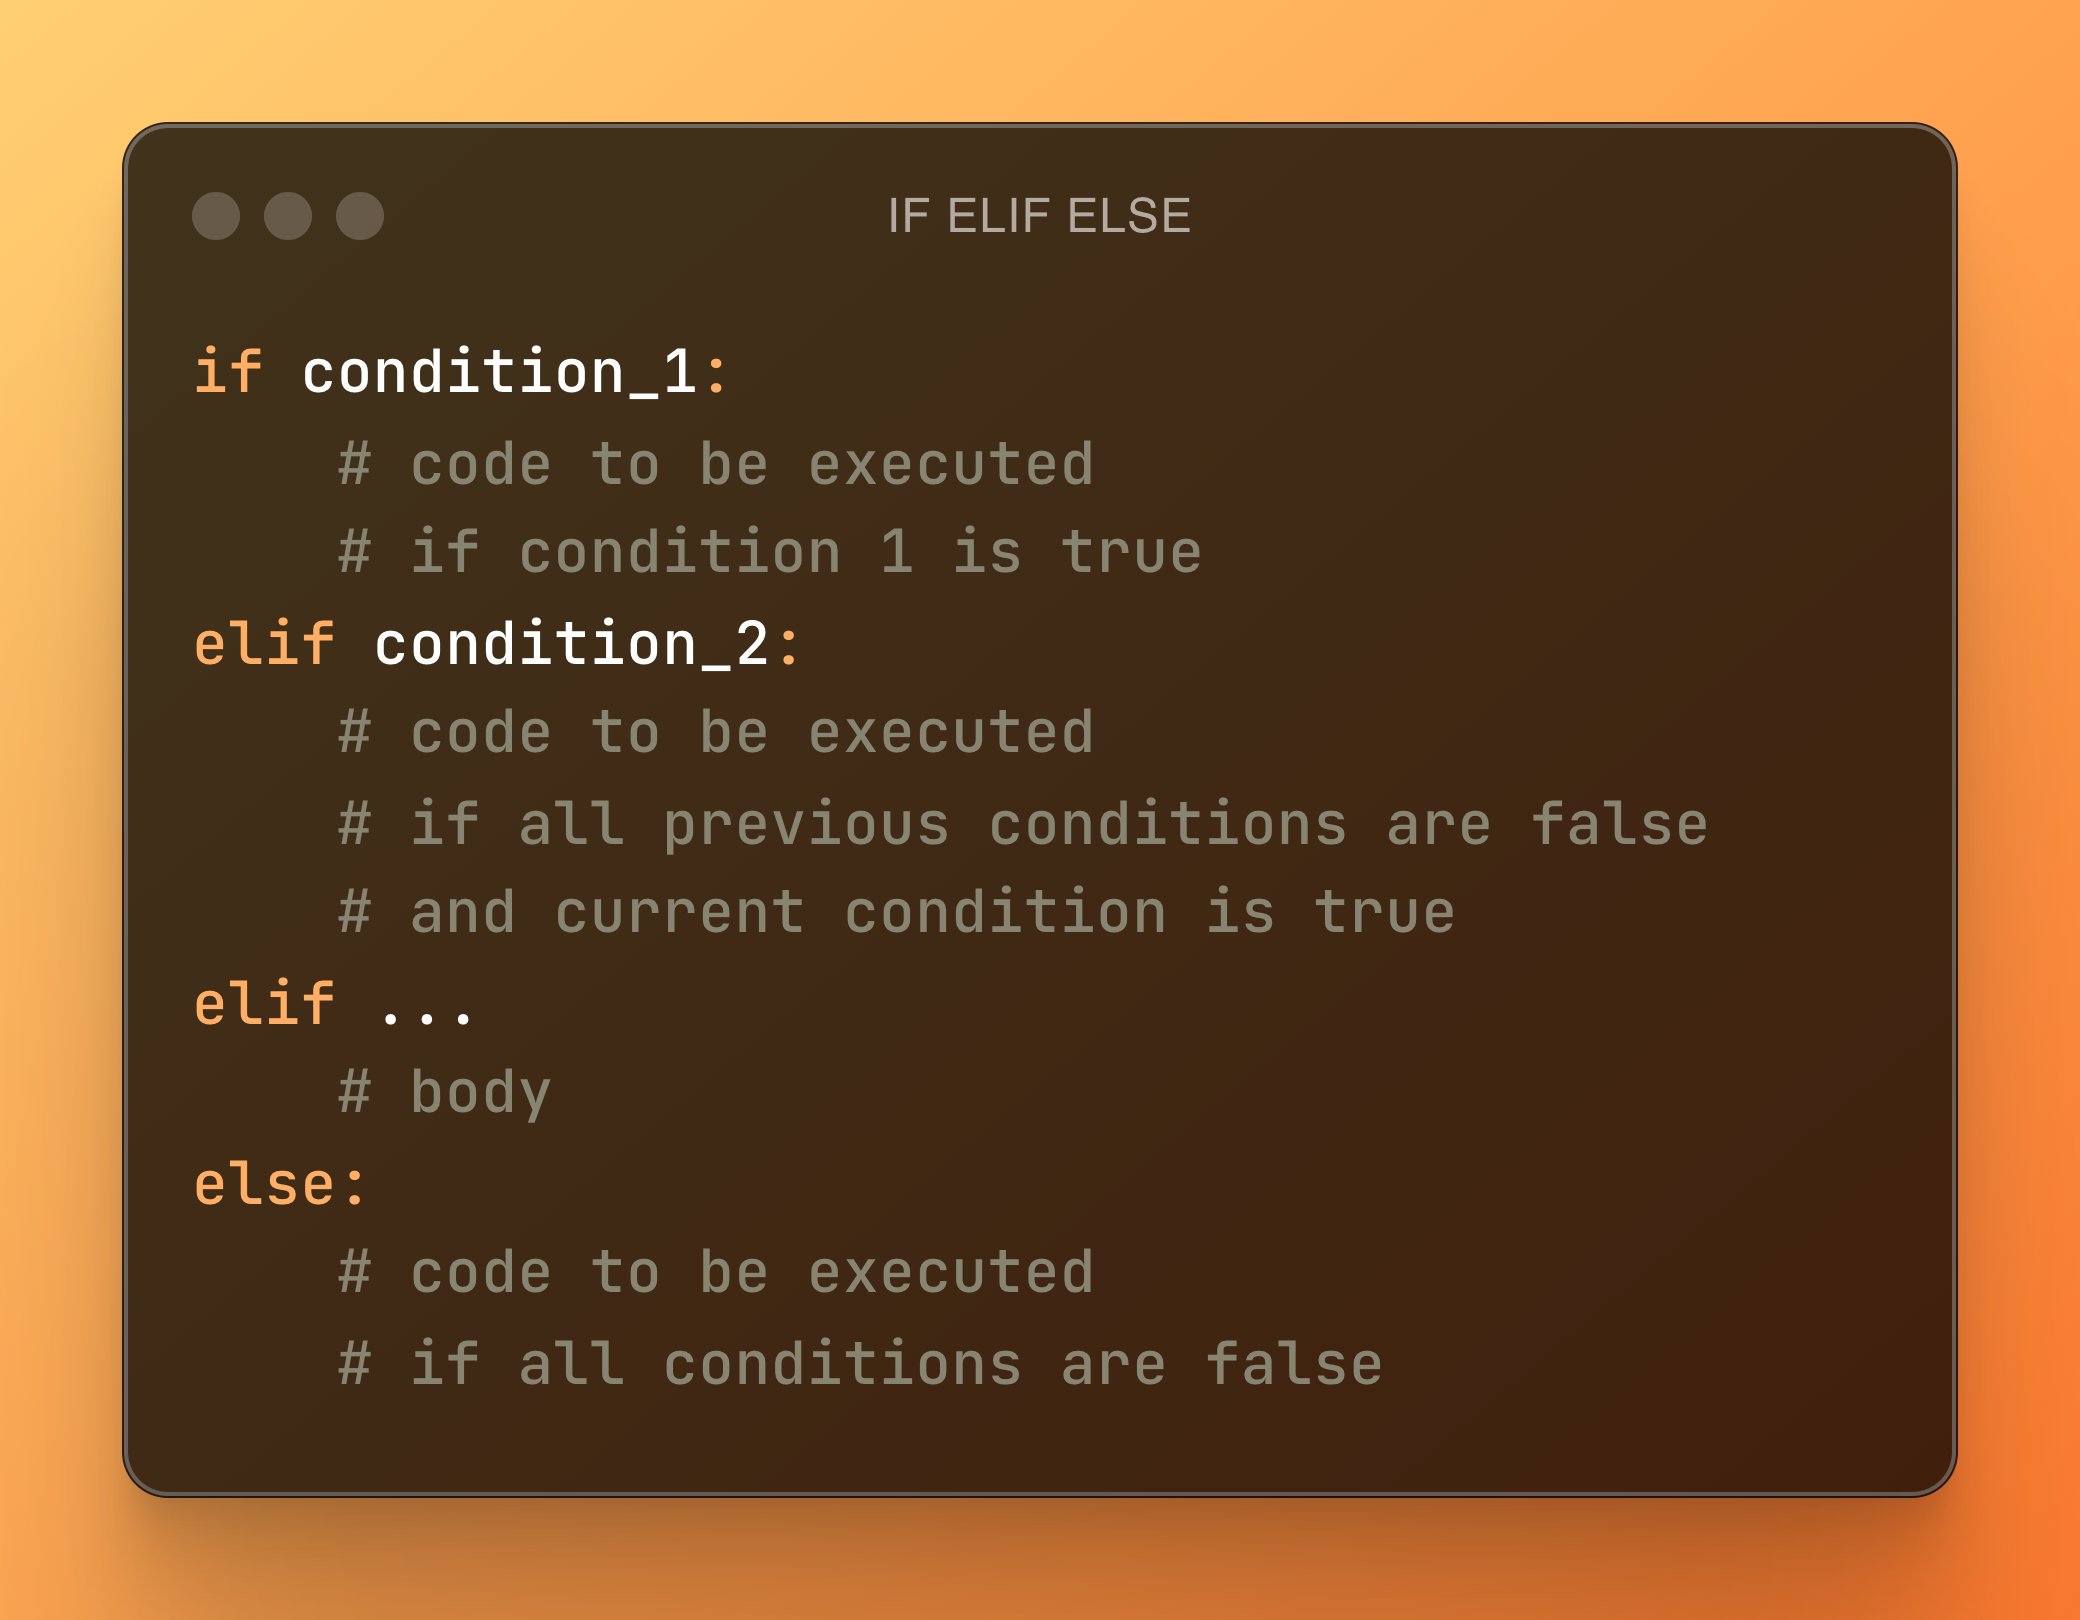 IF ELIF ELSE
if condition_1:
    # code to be executed
    # if condition 1 is true
elif condition_2:
    # code to be executed
    # if all previous conditions are false
    # and current condition is true
elif ...
    # body
else:
    # code to be executed
    # if all conditions are false